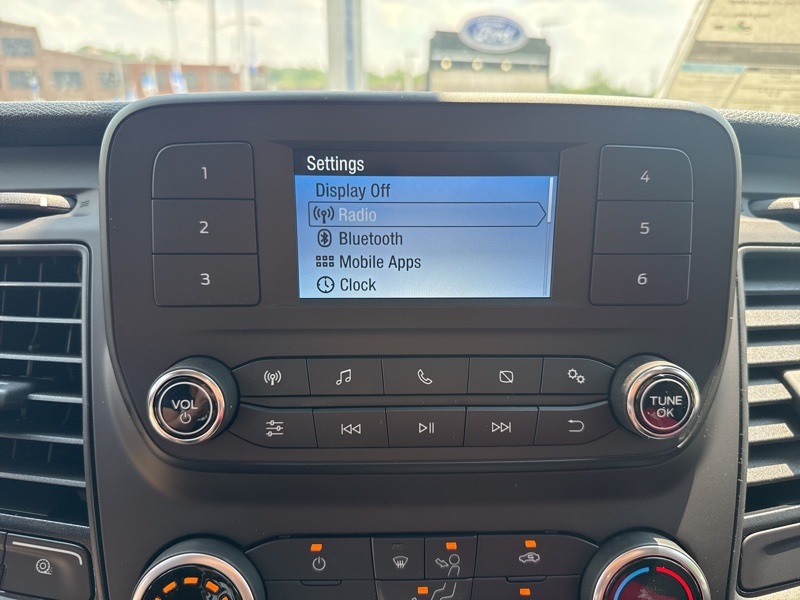 Ford
Settings
Display Off
Radio
Bluetooth
Mobile Apps
Clock
1
2
3
4
5
6
VOL
TUNE
OK